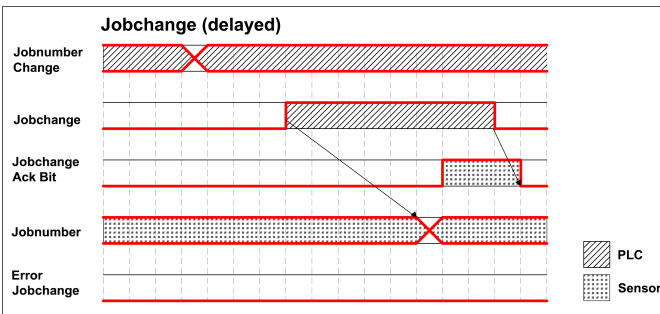 Jobchange (delayed)
Jobnumber
Change
Jobchange
Jobchange
Ack Bit
Jobnumber
Error
Jobchange
PLC
Sensor